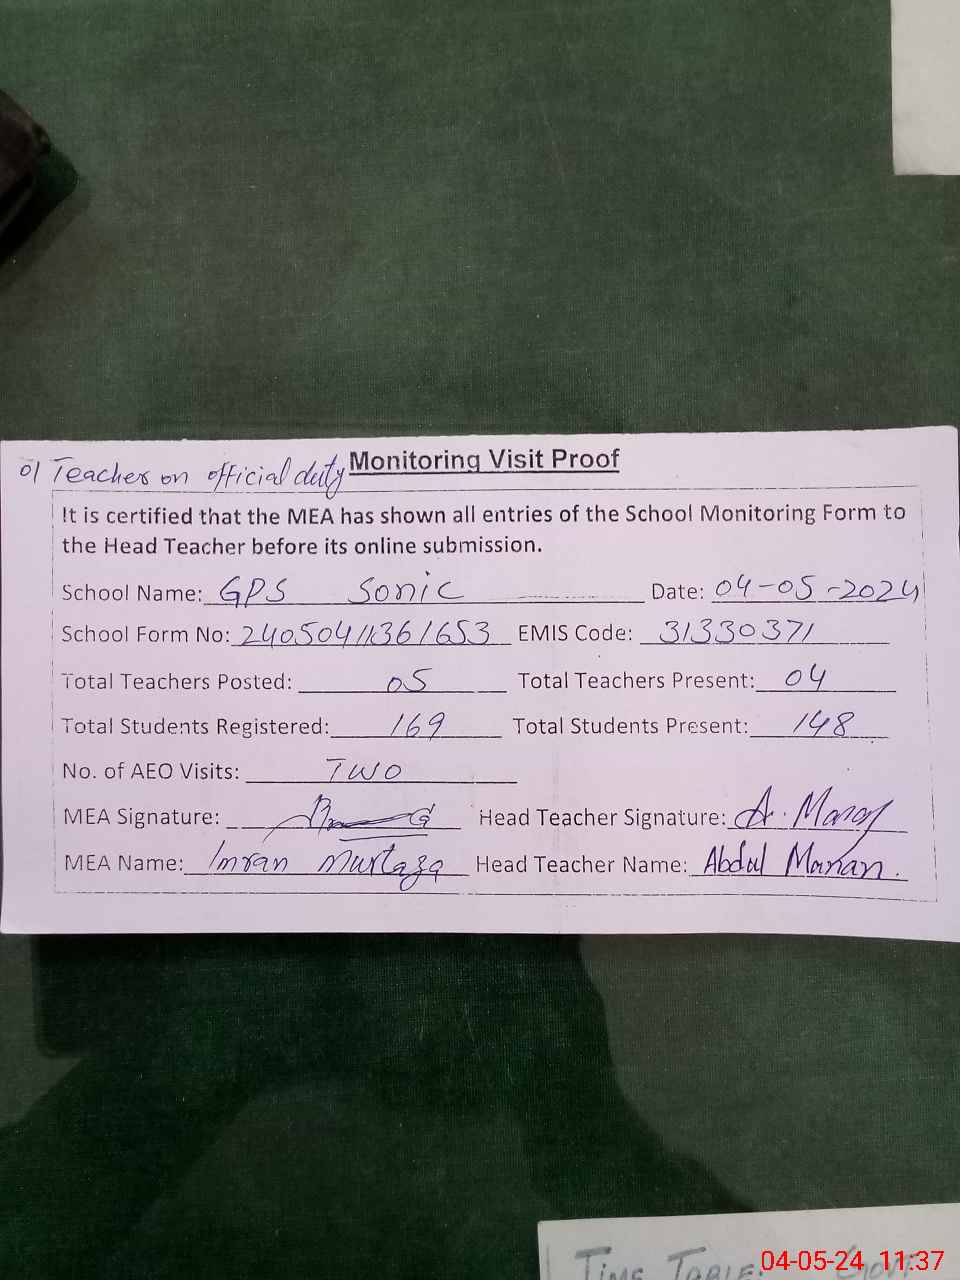 01 Teacher on official duty Monitoring Visit Proof
It is certified that the MEA has shown all entries of the School Monitoring Form to
the Head Teacher before its online submission.
School Name: GPS Sonic Date: 04-05-2024
School Form No: 24050411361653 EMIS Code: 31330371
Total Teachers Posted: 05 Total Teachers Present: 04
Total Students Registered: 169 Total Students Present: 148
No. of AEO Visits: Two
MEA Signature: Head Teacher Signature: A. Manan
MEA Name: Imran Murtaza Head Teacher Name: Abdul Manan.
Time Table:
04-05-24 11:37